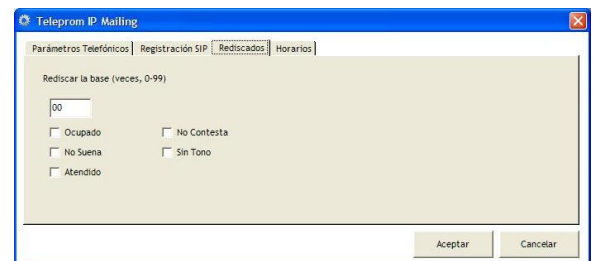 Teleprom IP Mailing
Parámetros Telefónicos Registración SIP Rediscados Horarios
Rediscar la base (veces, 0-99)
00
Ocupado No Contesta
No Suena Sin Tono
Atendido
Aceptar Cancelar